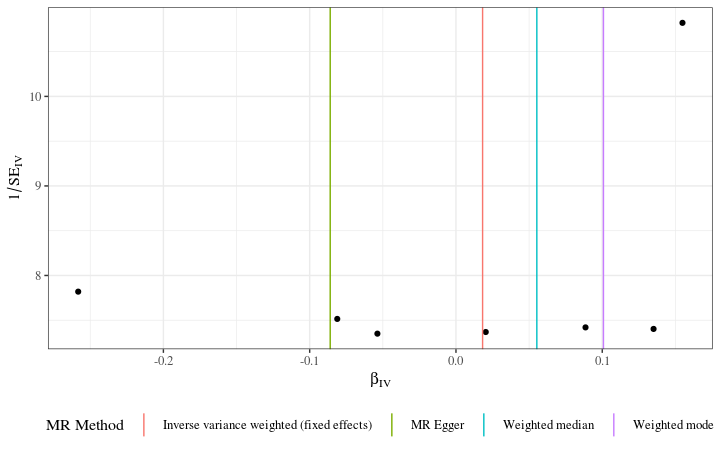 10
9
8
1/SE_IV
-0.2
-0.1
0.0
0.1
β_IV
MR Method Inverse variance weighted (fixed effects) MR Egger Weighted median Weighted mode